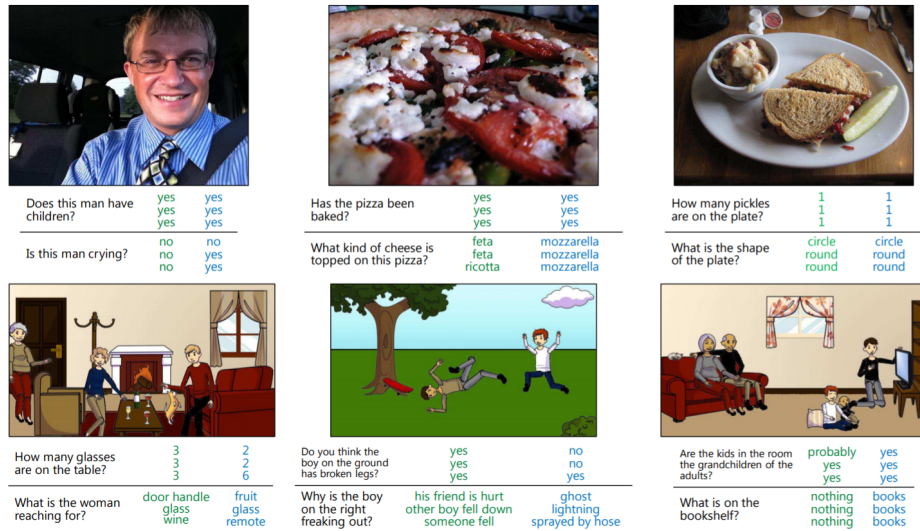 Does this man have children? yes yes
yes yes
yes yes
Is this man crying? no no
no yes
no yes
Has the pizza been baked? yes yes
yes yes
yes yes
What kind of cheese is topped on this pizza? feta mozzarella
feta mozzarella
ricotta mozzarella
How many pickles are on the plate? 1 1
1 1
1 1
What is the shape of the plate? circle circle
round round
round round
How many glasses are on the table? 3 2
3 2
3 6
What is the woman reaching for? door handle fruit
glass glass
wine remote
Do you think the boy on the ground has broken legs? yes no
yes no
yes yes
Why is the boy on the right freaking out? his friend is hurt ghost
other boy fell down lightning
someone fell sprayed by hose
Are the kids in the room the grandchildren of the adults? probably yes
yes yes
yes yes
What is on the bookshelf? nothing books
nothing books
nothing books